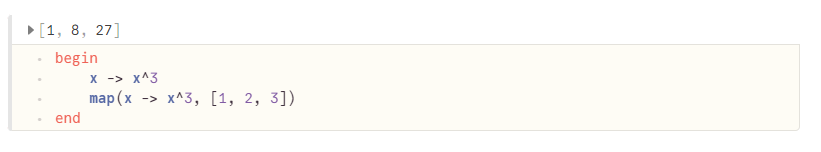 [1, 8, 27]
begin
x -> x^3
map(x -> x^3, [1, 2, 3])
end